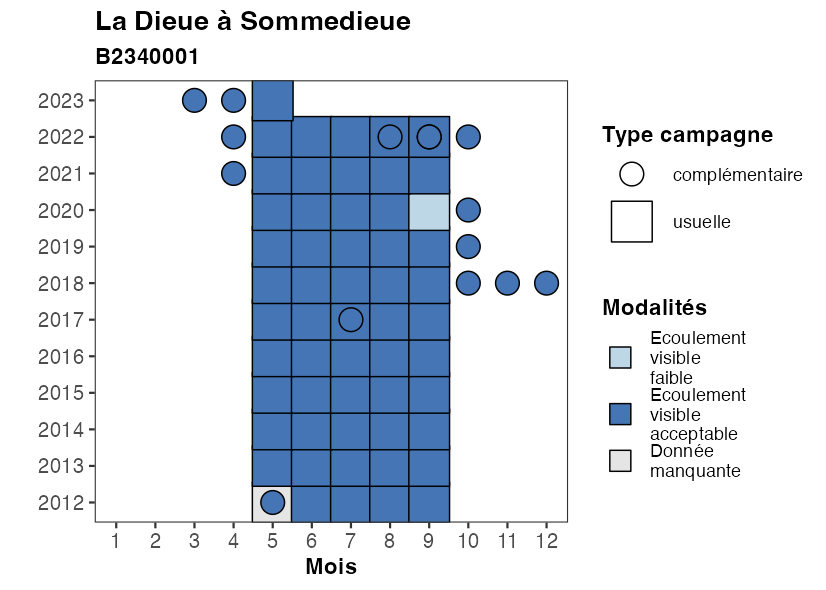 La Dieue à Sommedieue
B2340001
2023
2022
2021
2020
2019
2018
2017
2016
2015
2014
2013
2012
1 2 3 4 5 6 7 8 9 10 11 12
Mois
Type campagne
complémentaire
usuelle
Modalités
Ecoulement
visible
faible
Ecoulement
visible
acceptable
Donnée
manquante